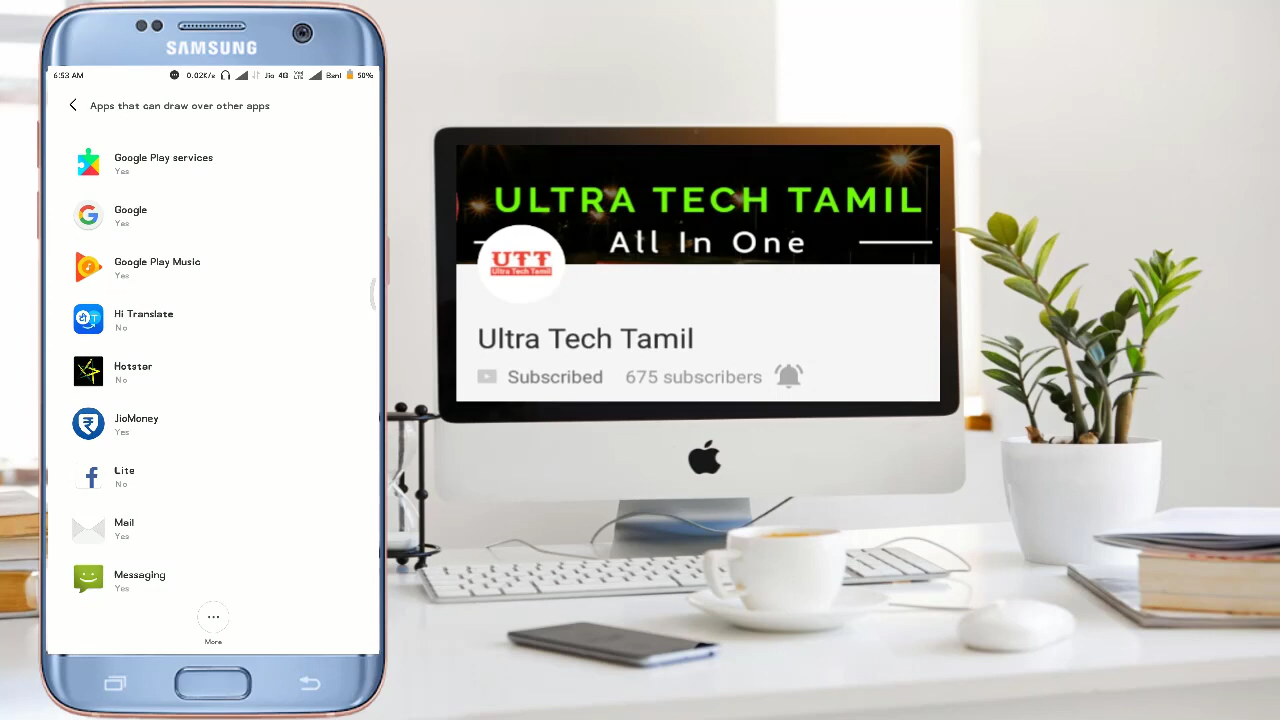 SAMSUNG
6:53 AM
0.02K/s Jio 4G VoLTE Bsnl 50%
Apps that can draw over other apps
Google Play services
Yes
Google
Yes
Google Play Music
Yes
Hi Translate
No
Hotstar
No
JioMoney
Yes
Lite
No
Mail
Yes
Messaging
Yes
More
ULTRA TECH TAMIL
All In One
UTT
Ultra Tech Tamil
Ultra Tech Tamil
Subscribed 675 subscribers